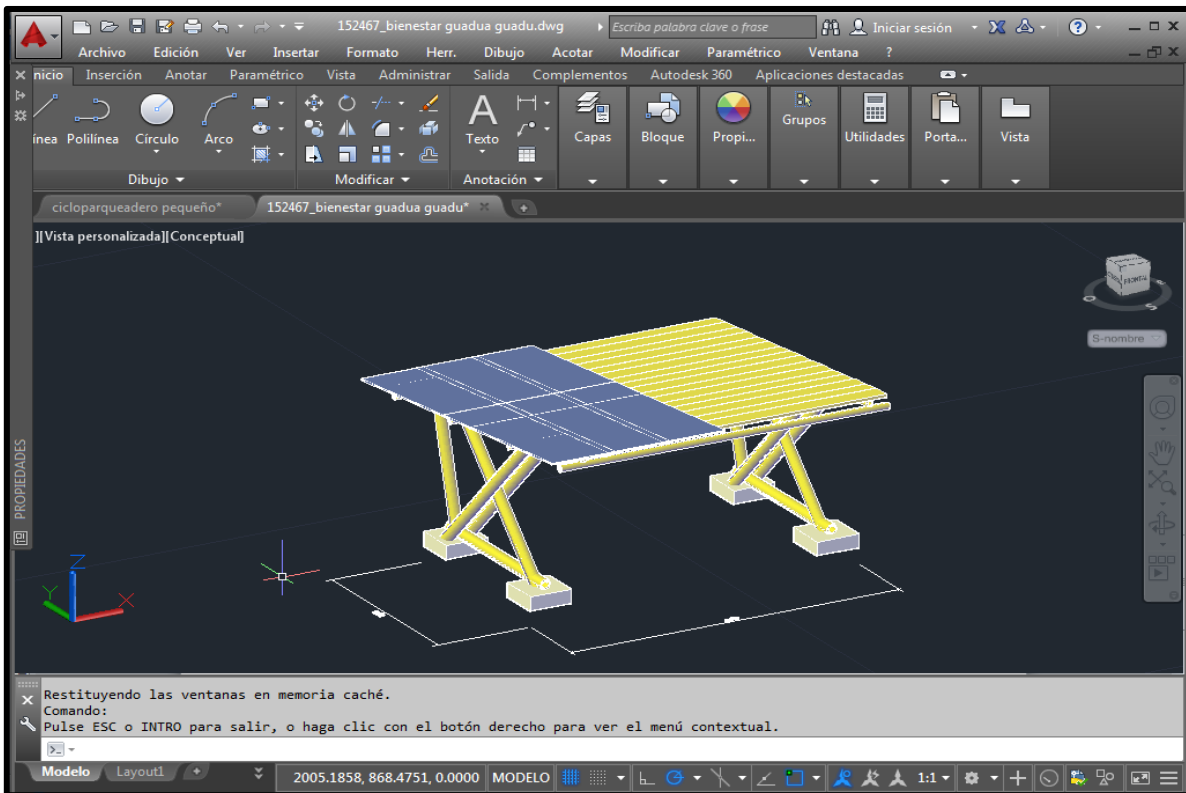 152467_bienestar guadua guadu.dwg
Escriba palabra clave o frase
Iniciar sesión
Archivo Edición Ver Insertar Formato Herr. Dibujo Acotar Modificar Paramétrico Ventana ?
nicio Inserción Anotar Paramétrico Vista Administrar Salida Complementos Autodesk 360 Aplicaciones destacadas
ínea Polilínea Círculo Arco Texto Capas Bloque Propi... Grupos Utilidades Porta... Vista
Dibujo Modificar Anotación
cicloparqueadero pequeño* 152467_bienestar guadua guadu*
][Vista personalizada][Conceptual]
FRONTAL
S-nombre
PROPIEDADES
Z
Y X
Restituyendo las ventanas en memoria caché.
Comando:
Pulse ESC o INTRO para salir, o haga clic con el botón derecho para ver el menú contextual.
Modelo Layout1 + 2005.1858, 868.4751, 0.0000 MODELO 1:1